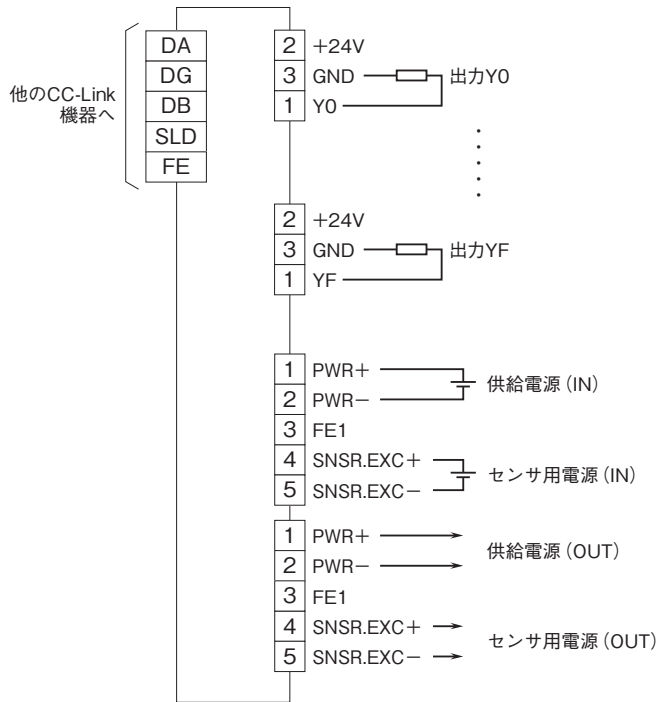 他のCC-Link
機器へ
DA
DG
DB
SLD
FE
2 +24V
3 GND 出力Y0
1 Y0
2 +24V
3 GND 出力YF
1 YF
1 PWR+
2 PWR−
供給電源(IN)
3 FE1
4 SNSR.EXC+
5 SNSR.EXC−
センサ用電源(IN)
1 PWR+
2 PWR−
供給電源(OUT)
3 FE1
4 SNSR.EXC+
5 SNSR.EXC−
センサ用電源(OUT)